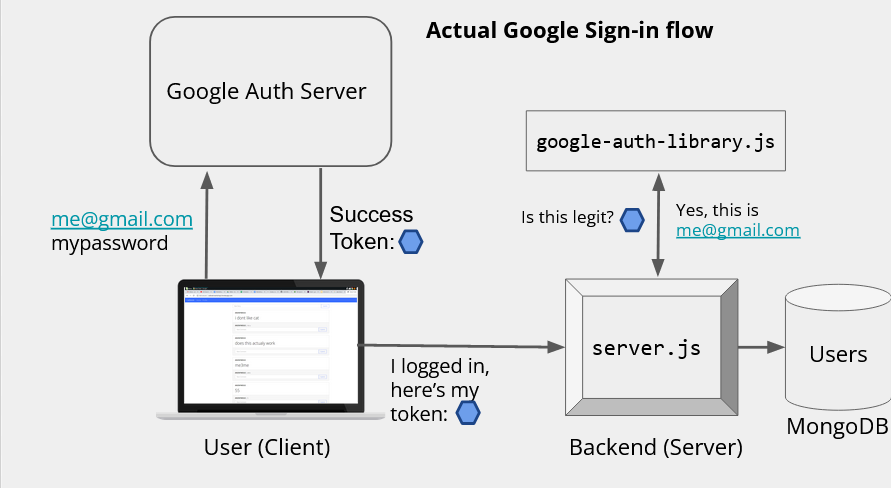 Actual Google Sign-in flow
Google Auth Server
google-auth-library.js
me@gmail.com
mypassword
Success
Token:
Is this legit?
Yes, this is
me@gmail.com
i dont like cai
does this actually work
I logged in,
here's my
token:
server.js
Users
MongoDB
User (Client)
Backend (Server)